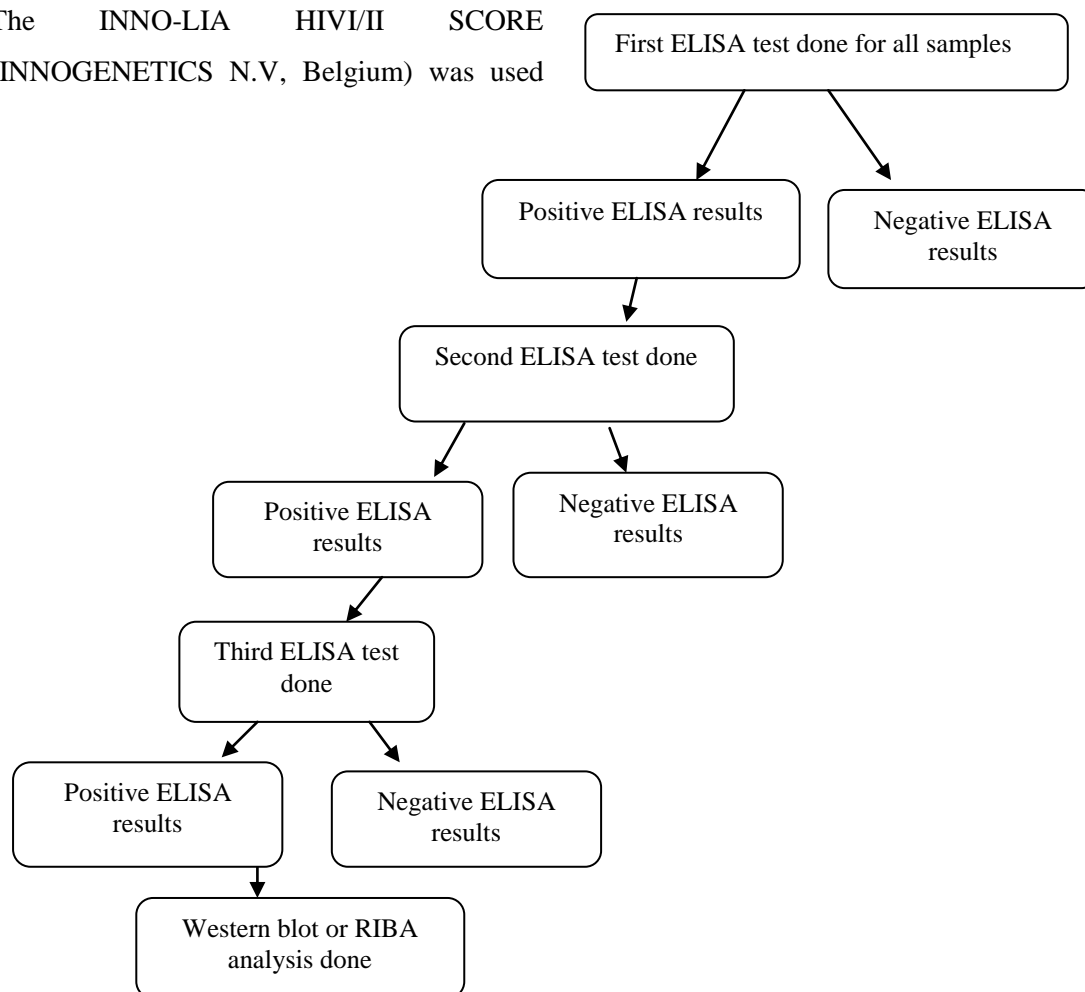 The INNO-LIA HIVI/II SCORE
INNOGENETICS N.V, Belgium) was used
First ELISA test done for all samples
Positive ELISA results
Negative ELISA
results
Second ELISA test done
Positive ELISA
results
Negative ELISA
results
Third ELISA test
done
Positive ELISA
results
Negative ELISA
results
Western blot or RIBA
analysis done